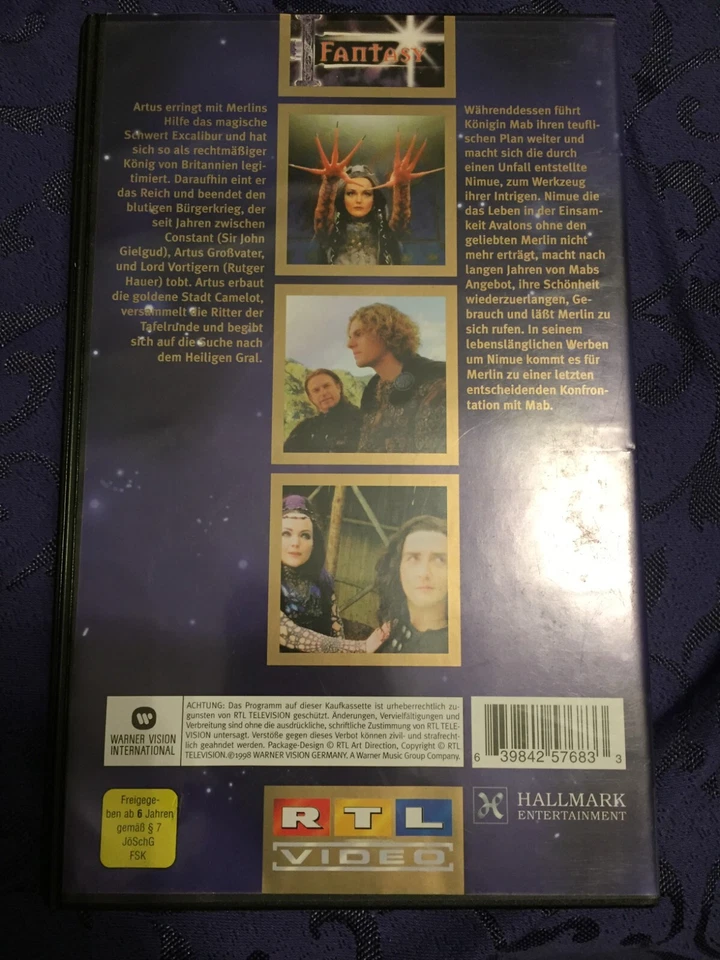 FAntAsy
Artus erringt mit Merlins
Hilfe das magische
Schwert Excalibur und hat
sich so als rechtmäßiger
König von Britannien legi-
timiert. Daraufhin eint er
das Reich und beendet den
blutigen Bürgerkrieg, der
seit Jahren zwischen
Constant (Sir John
Gielgud), Artus Großvater,
und Lord Vortigern (Rutger
Hauer) tobt. Artus erbaut
die goldene Stadt Camelot,
versammelt die Ritter der
Tafelrunde und begibt
sich auf die Suche nach
dem Heiligen Gral.
Währenddessen führt
Königin Mab ihren teufli-
schen Plan weiter und
macht sich die durch
einen Unfall entstellte
Nimue, zum Werkzeug
ihrer Intrigen. Nimue die
das Leben in der Einsam-
keit Avalons ohne den
geliebten Merlin nicht
mehr erträgt, macht nach
langen Jahren von Mabs
Angebot, ihre Schönheit
wiederzuerlangen, Ge-
brauch und läßt Merlin zu
sich rufen. In seinem
lebenslänglichen Werben
um Nimue kommt es für
Merlin zu einer letzten
entscheidenden Konfron-
tation mit Mab.
WARNER VISION
INTERNATIONAL
ACHTUNG: Das Programm auf dieser Kaufkassette ist urheberrechtlich zu-
gunsten von RTL TELEVISION geschützt. Änderungen, Vervielfältigungen und
Verbreitung sind ohne die ausdrückliche, schriftliche Zustimmung von RTL TELE-
VISION untersagt. Verstöße gegen dieses Verbot können zivil- und strafrecht-
lich geahndet werden. Package-Design © RTL Art Direction, Copyright © RTL
TELEVISION.℗1998 WARNER VISION GERMANY. A Warner Music Group Company.
6 39842 57683 3
Freigege-
ben ab 6 Jahren
gemäß § 7
JöSchG
FSK
RTL
VIDEO
HALLMARK
ENTERTAINMENT